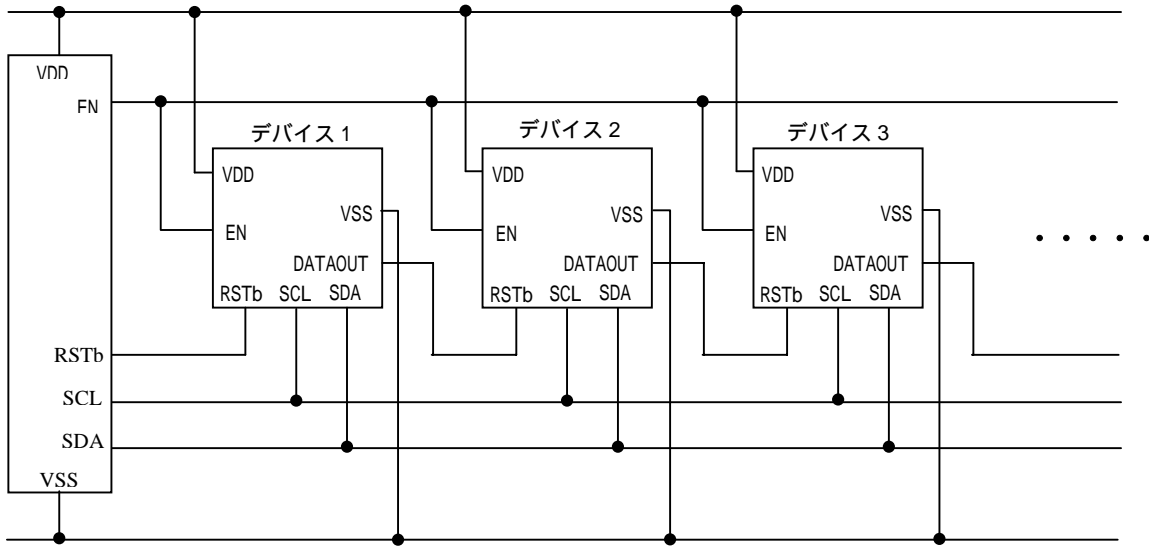 VDD
FN
デバイス 1
デバイス 2
デバイス 3
VDD
VSS
EN
DATAOUT
RSTb SCL SDA
VDD
VSS
EN
DATAOUT
RSTb SCL SDA
VDD
VSS
EN
DATAOUT
RSTb SCL SDA
・・・・・
RSTb
SCL
SDA
VSS